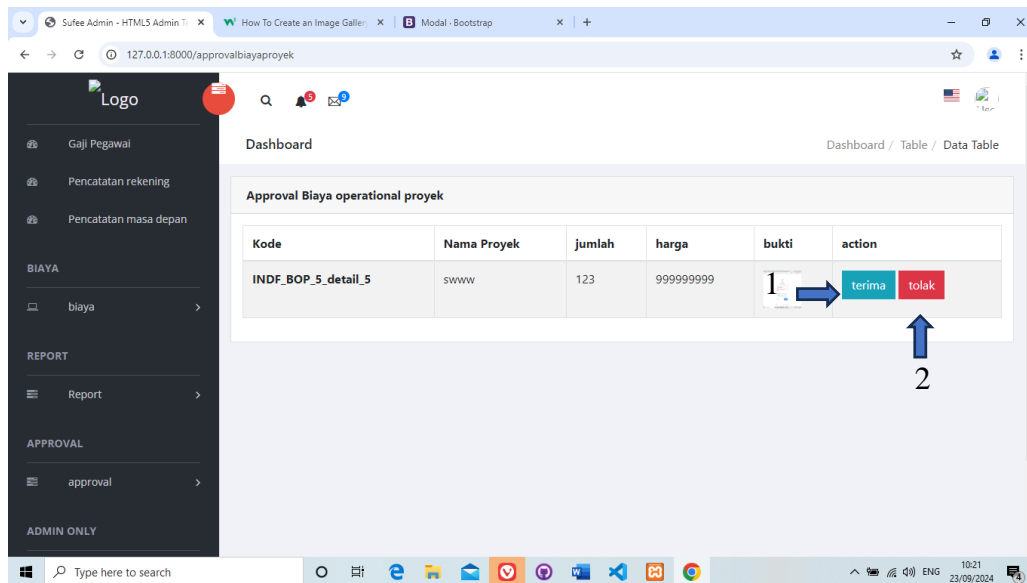 Sufee Admin - HTML5 Admin Te
How To Create an Image Galler
B Modal · Bootstrap
127.0.0.1:8000/approvalbiayaproyek
Logo
5
9
Gaji Pegawai
Pencatatan rekening
Pencatatan masa depan
BIAYA
biaya
REPORT
Report
APPROVAL
approval
ADMIN ONLY
Dashboard
Dashboard / Table / Data Table
Approval Biaya operational proyek
Kode Nama Proyek jumlah harga bukti action
INDF_BOP_5_detail_5 swww 123 999999999 1 terima tolak
2
Type here to search
ENG
10:21
23/09/2024
4